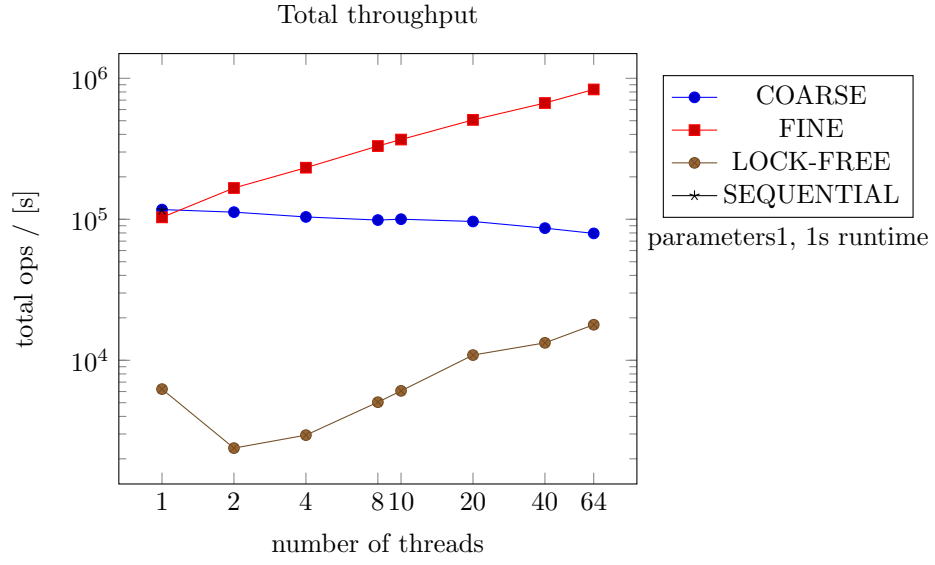 Total throughput
10^6
10^5
10^4
total ops / [s]
1 2 4 8 10 20 40 64
number of threads
COARSE
FINE
LOCK-FREE
SEQUENTIAL
parameters1, 1s runtime